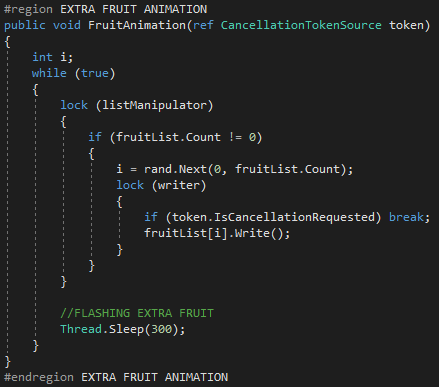 #region EXTRA FRUIT ANIMATION
public void FruitAnimation(ref CancellationTokenSource token)
{
    int i;
    while (true)
    {
        lock (listManipulator)
        {
            if (fruitList.Count != 0)
            {
                i = rand.Next(0, fruitList.Count);
                lock (writer)
                {
                    if (token.IsCancellationRequested) break;
                    fruitList[i].Write();
                }
            }
        }

        //FLASHING EXTRA FRUIT
        Thread.Sleep(300);
    }
}
#endregion EXTRA FRUIT ANIMATION